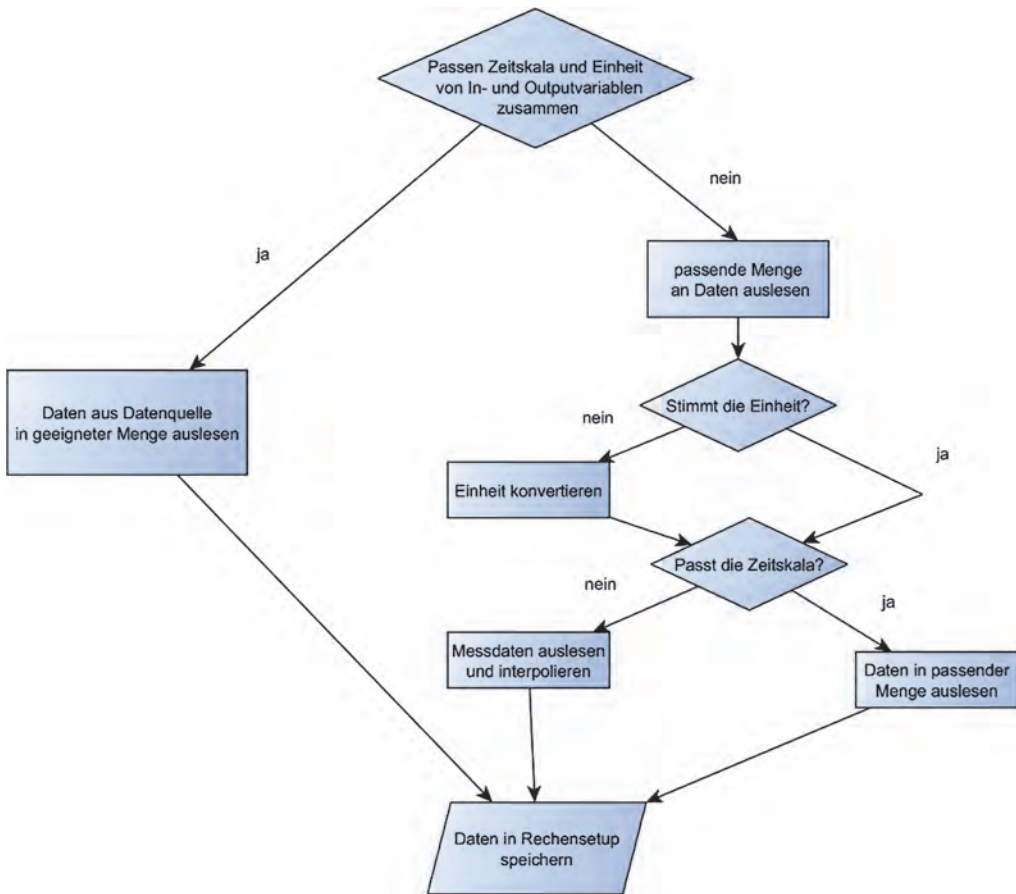 Passen Zeitskala und Einheit
von In- und Outputvariablen
zusammen
nein
ja
passende Menge
an Daten auslesen
Daten aus Datenquelle
in geeigneter Menge auslesen
Stimmt die Einheit?
nein
ja
Einheit konvertieren
Passt die Zeitskala?
nein
ja
Messdaten auslesen
und interpolieren
Daten in passender
Menge auslesen
Daten in Rechensetup
speichern